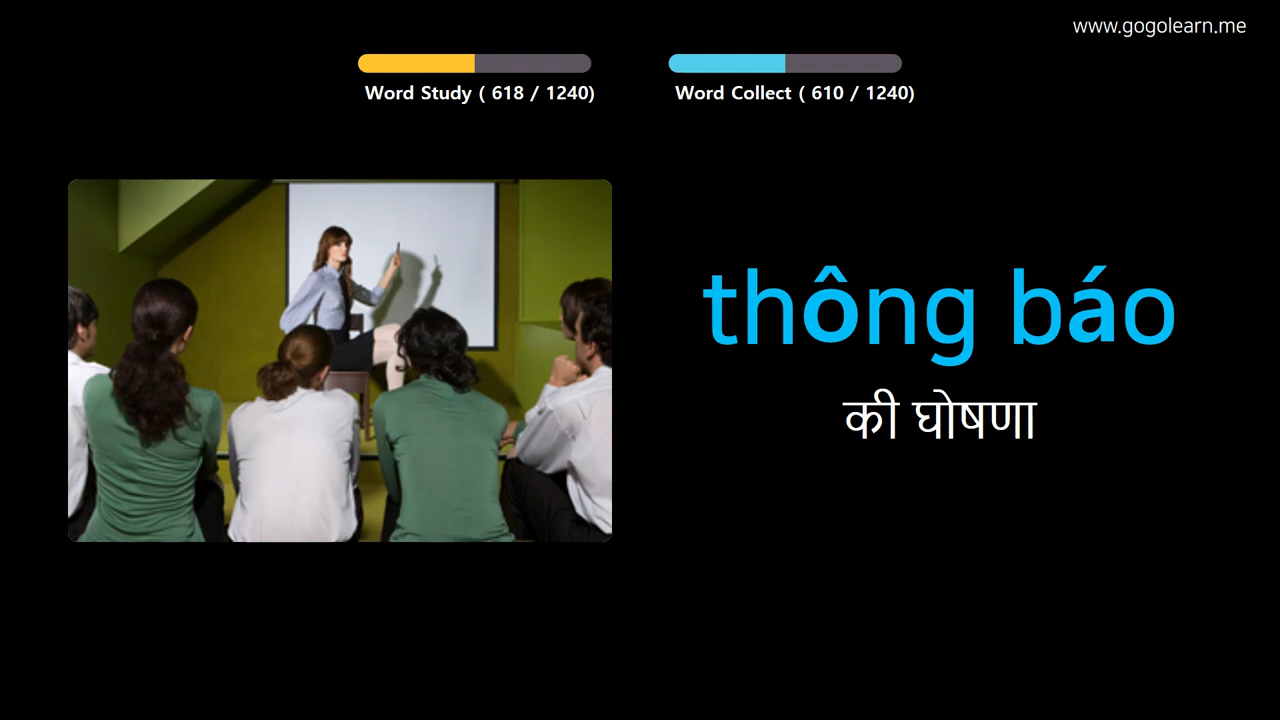 www.gogolearn.me
Word Study ( 618 / 1240)
Word Collect ( 610 / 1240)
thông báo
की घोषणा